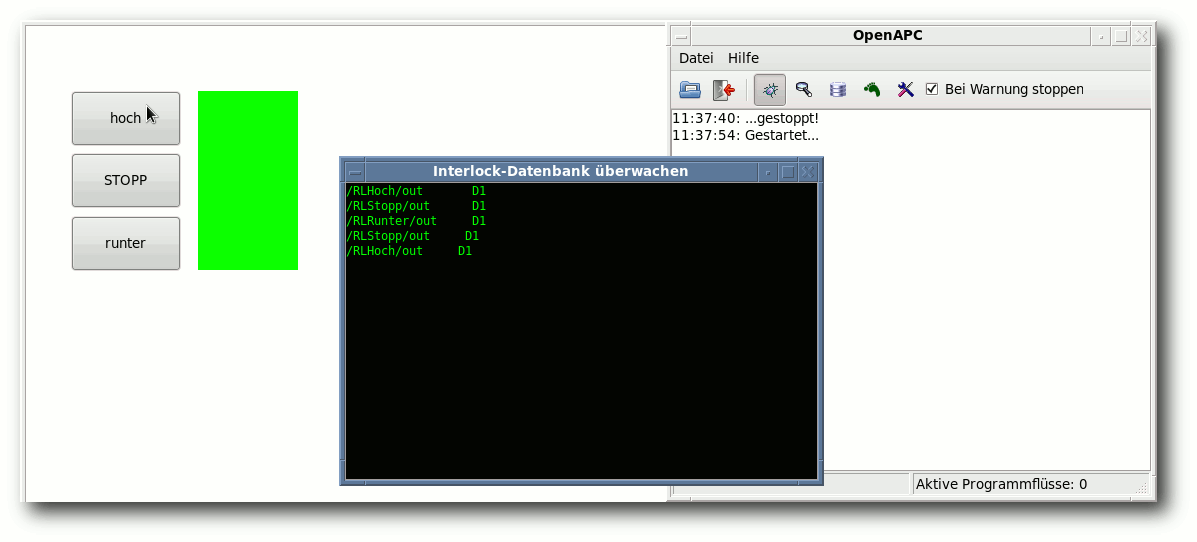 hoch
STOPP
runter
OpenAPC
Datei Hilfe
Bei Warnung stoppen
11:37:40: ...gestoppt!
11:37:54: Gestartet...
Interlock-Datenbank überwachen
/RLHoch/out D1
/RLStopp/out D1
/RLRunter/out D1
/RLStopp/out D1
/RLHoch/out D1
Aktive Programmflüsse: 0